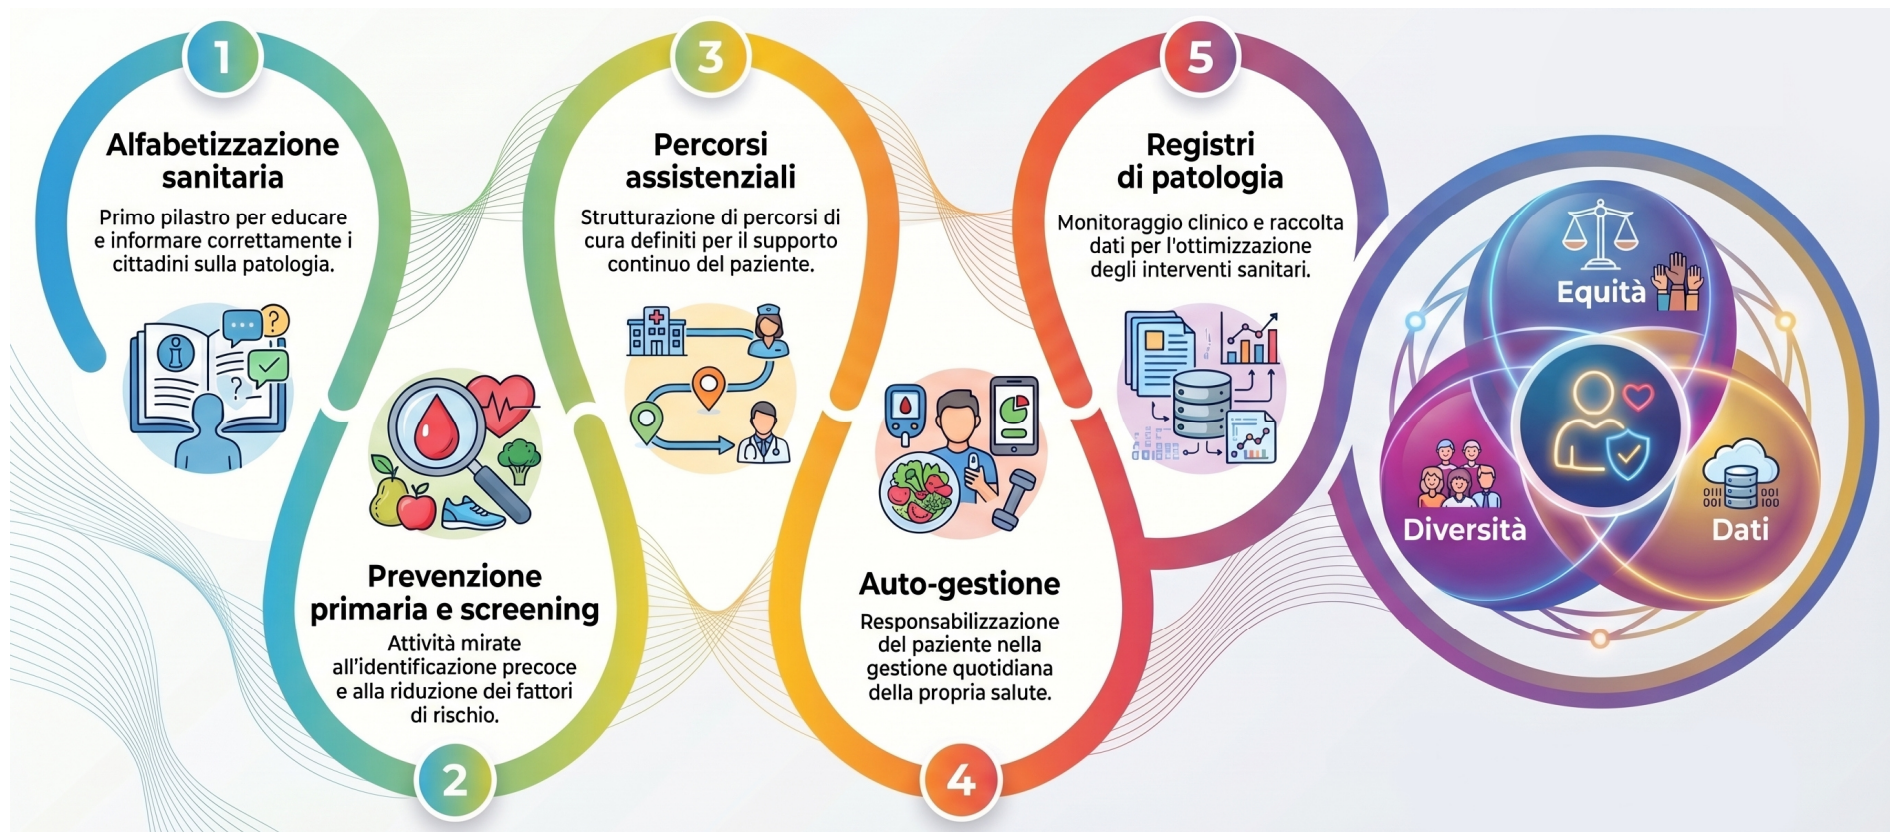 1
Alfabetizzazione
sanitaria
Primo pilastro per educare
e informare correttamente i
cittadini sulla patologia.
2
Prevenzione
primaria e screening
Attività mirate
all'identificazione precoce
e alla riduzione dei fattori
di rischio.
3
Percorsi
assistenziali
Strutturazione di percorsi di
cura definiti per il supporto
continuo del paziente.
4
Auto-gestione
Responsabilizzazione
del paziente nella
gestione quotidiana
della propria salute.
5
Registri
di patologia
Monitoraggio clinico e raccolta
dati per l'ottimizzazione
degli interventi sanitari.
Equità
Diversità
Dati